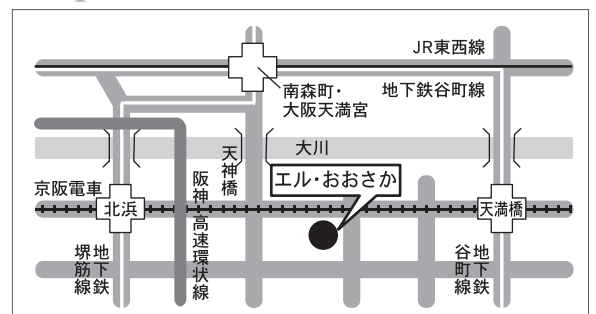 JR東西線
南森町・
大阪天満宮
地下鉄谷町線
大川
天神橋
エル・おおさか
京阪電車
北浜
阪神高速環状線
天満橋
地下鉄
堺筋線
地下鉄
谷町線